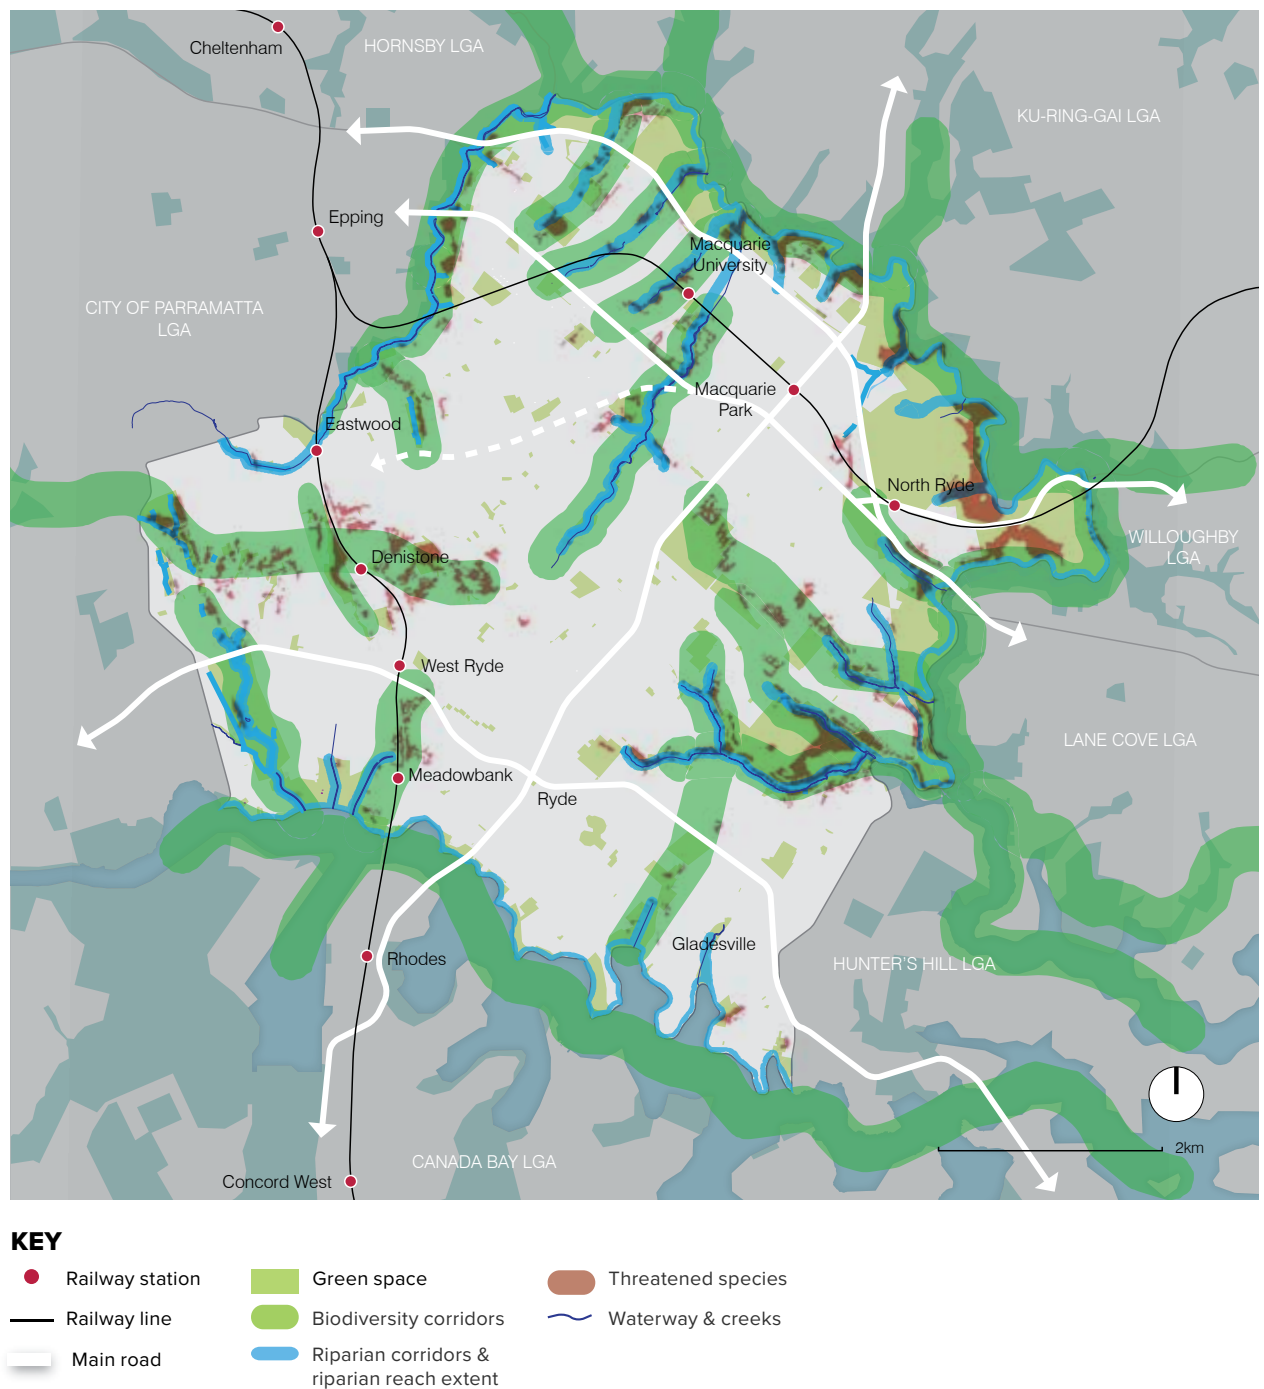 Cheltenham
HORNSBY LGA
KU-RING-GAI LGA
Epping
Macquarie
University
CITY OF PARRAMATTA
LGA
Macquarie
Park
Eastwood
North Ryde
WILLOUGHBY
LGA
Denistone
West Ryde
LANE COVE LGA
Meadowbank
Ryde
Gladesville
Rhodes
HUNTER'S HILL LGA
2km
CANADA BAY LGA
Concord West
KEY
Railway station
Railway line
Main road
Green space
Biodiversity corridors
Riparian corridors &
riparian reach extent
Threatened species
Waterway & creeks